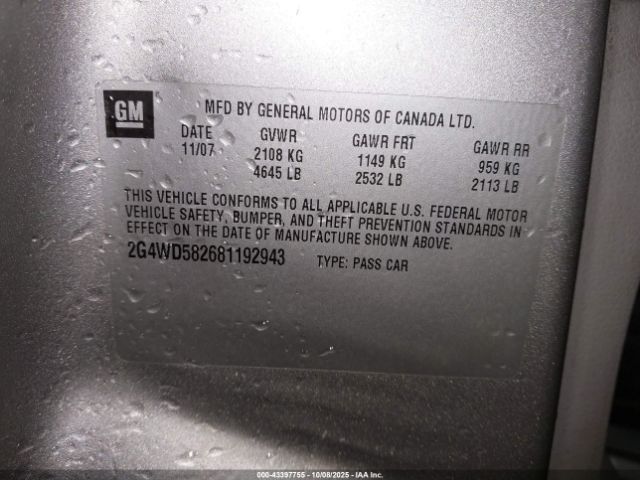 GM
MFD BY GENERAL MOTORS OF CANADA LTD.
DATE GVWR GAWR FRT GAWR RR
11/07 2108 KG 1149 KG 959 KG
4645 LB 2532 LB 2113 LB
THIS VEHICLE CONFORMS TO ALL APPLICABLE U.S. FEDERAL MOTOR
VEHICLE SAFETY, BUMPER, AND THEFT PREVENTION STANDARDS IN
EFFECT ON THE DATE OF MANUFACTURE SHOWN ABOVE.
2G4WD582681192943 TYPE: PASS CAR
000-43397755 - 10/08/2025 - IAA Inc.